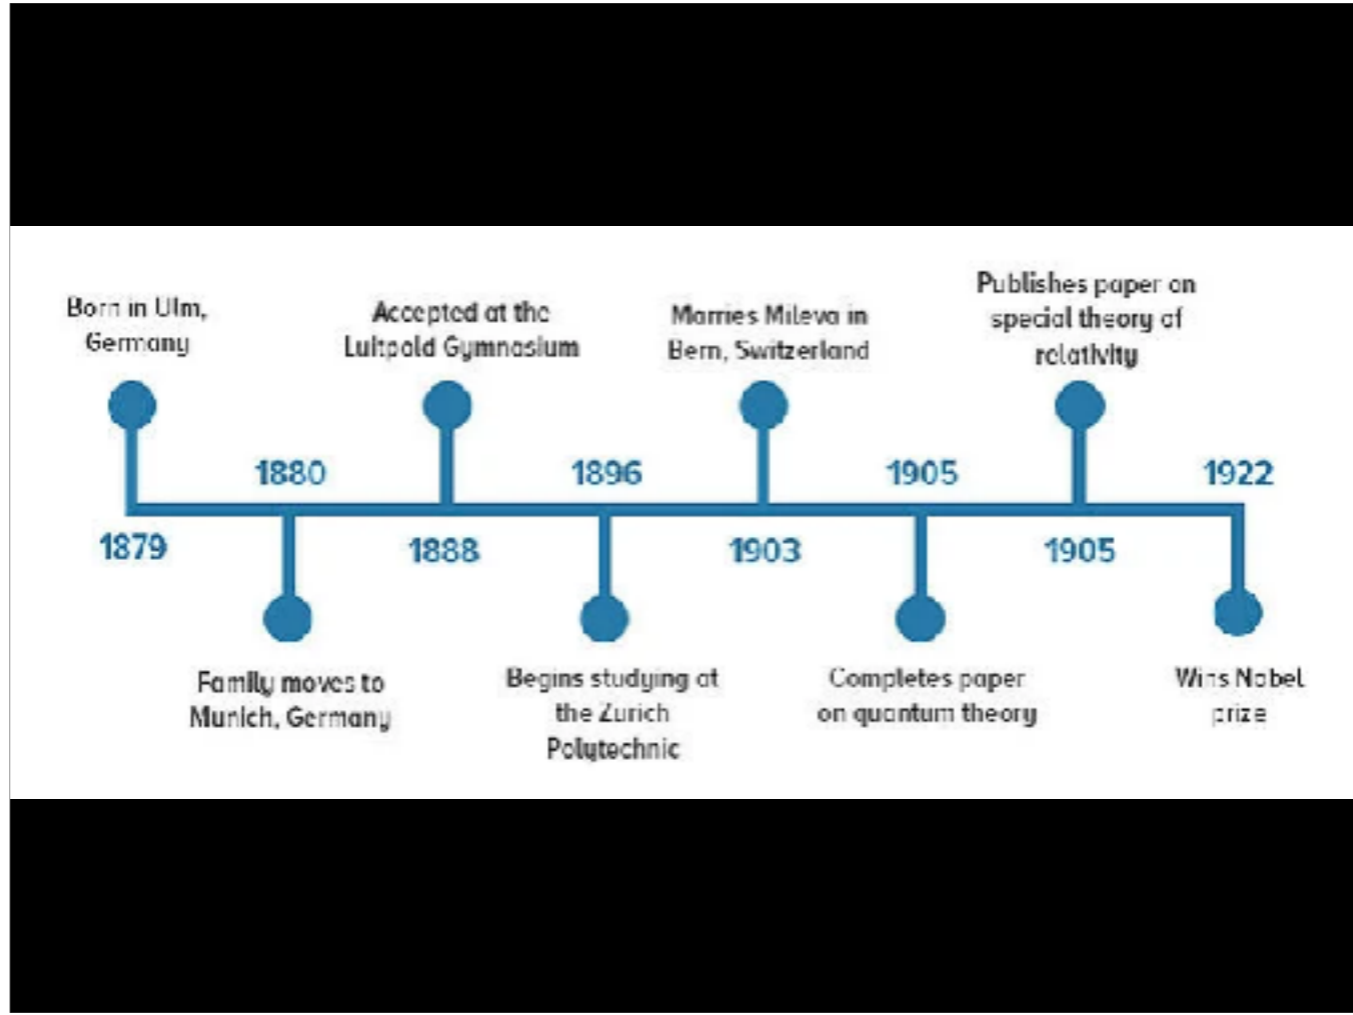 Born in Ulm,
Germany
Accepted at the
Luitpold Gymnasium
Marries Mileva in
Bern, Switzerland
Publishes paper on
special theory of
relativity
1880
1896
1905
1922
1879
1888
1903
1905
Family moves to
Munich, Germany
Begins studying at
the Zurich
Polytechnic
Completes paper
on quantum theory
Wins Nobel
prize